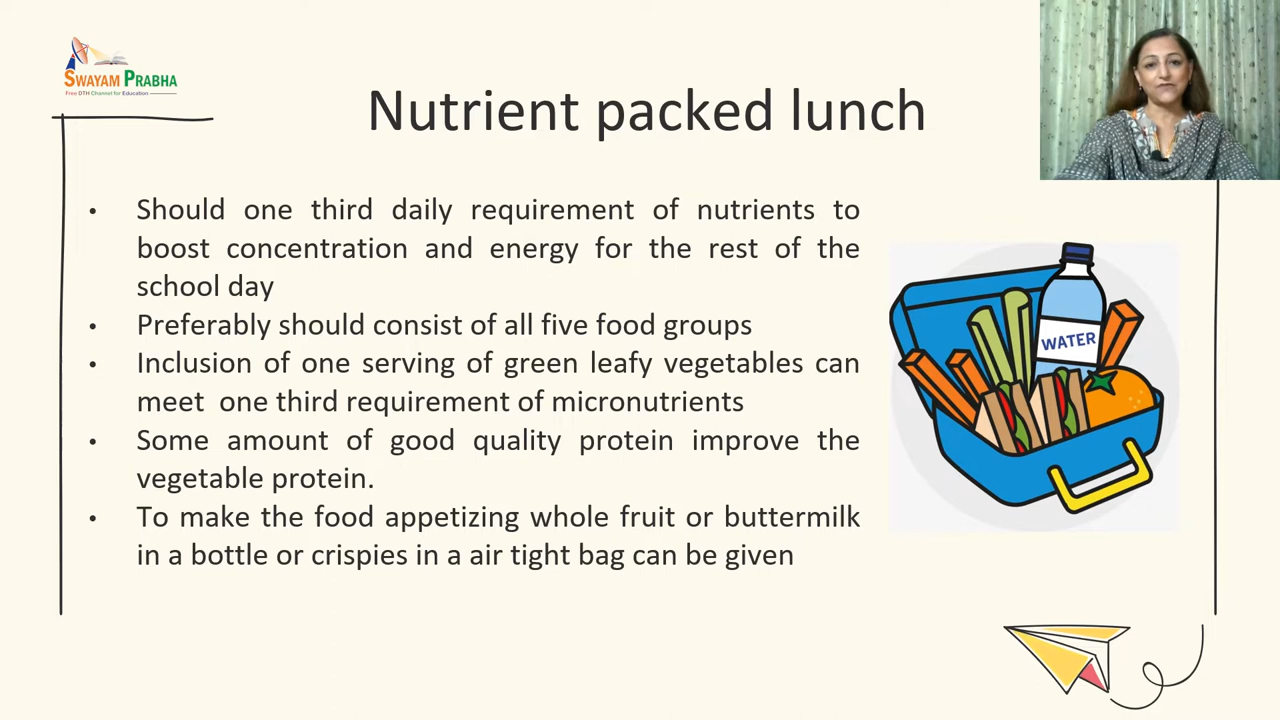 SWAYAM PRABHA
Free DTH Channel for Education
Nutrient packed lunch
• Should one third daily requirement of nutrients to
boost concentration and energy for the rest of the
school day
• Preferably should consist of all five food groups
• Inclusion of one serving of green leafy vegetables can
meet one third requirement of micronutrients
• Some amount of good quality protein improve the
vegetable protein.
• To make the food appetizing whole fruit or buttermilk
in a bottle or crispies in a air tight bag can be given
WATER